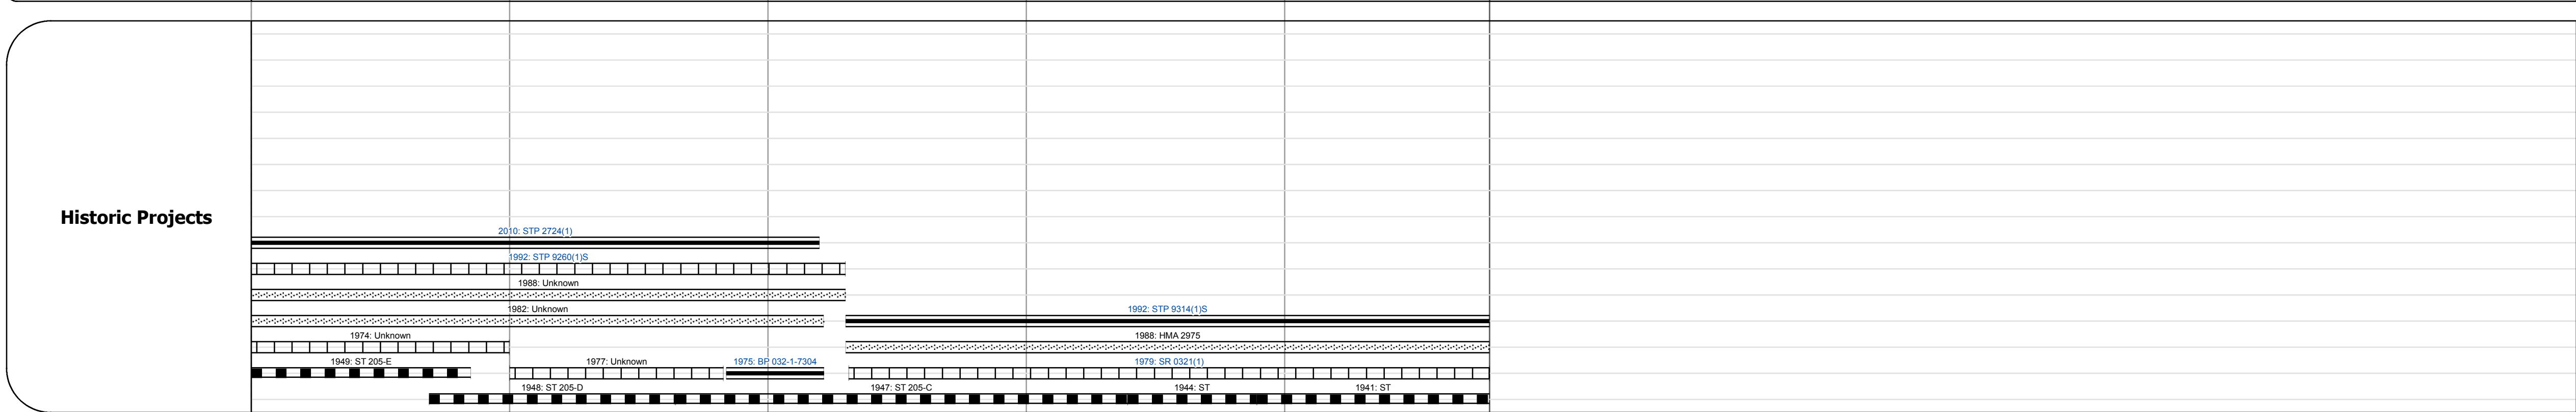 Historic Projects
2010: STP 2724(1)
1992: STP 9260(1)S
1988: Unknown
1982: Unknown
1992: STP 9314(1)S
1974: Unknown
1988: HMA 2975
1949: ST 205-E
1977: Unknown
1975: BP 032-1-7304
1979: SR 0321(1)
1948: ST 205-D
1947: ST 205-C
1944: ST
1941: ST